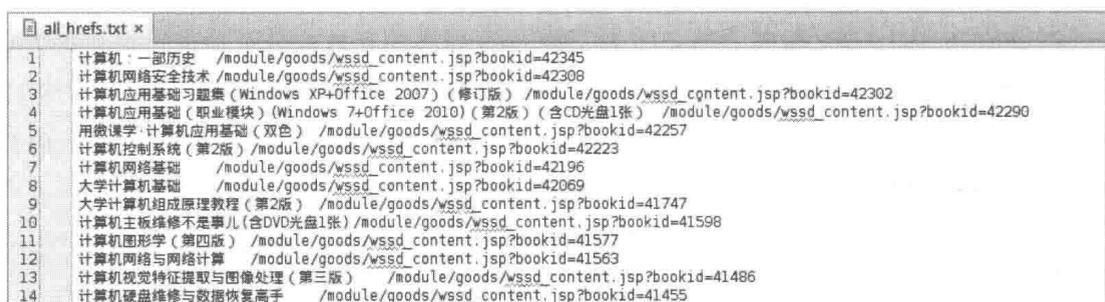 all_hrefs.txt ×
1 计算机：一部历史 /module/goods/wssd_content.jsp?bookid=42345
2 计算机网络安全技术 /module/goods/wssd_content.jsp?bookid=42308
3 计算机应用基础习题集（Windows XP+Office 2007）（修订版） /module/goods/wssd_content.jsp?bookid=42302
4 计算机应用基础（职业模块）(Windows 7+Office 2010)（第2版）（含CD光盘1张） /module/goods/wssd_content.jsp?bookid=42290
5 用微课学·计算机应用基础（双色） /module/goods/wssd_content.jsp?bookid=42257
6 计算机控制系统（第2版）/module/goods/wssd_content.jsp?bookid=42223
7 计算机网络基础 /module/goods/wssd_content.jsp?bookid=42196
8 大学计算机基础 /module/goods/wssd_content.jsp?bookid=42069
9 大学计算机组成原理教程（第2版） /module/goods/wssd_content.jsp?bookid=41747
10 计算机主板维修不是事儿(含DVD光盘1张)/module/goods/wssd_content.jsp?bookid=41598
11 计算机图形学（第四版） /module/goods/wssd_content.jsp?bookid=41577
12 计算机网络与网络计算 /module/goods/wssd_content.jsp?bookid=41563
13 计算机视觉特征提取与图像处理（第三版） /module/goods/wssd_content.jsp?bookid=41486
14 计算机硬盘维修与数据恢复高手 /module/goods/wssd_content.jsp?bookid=41455